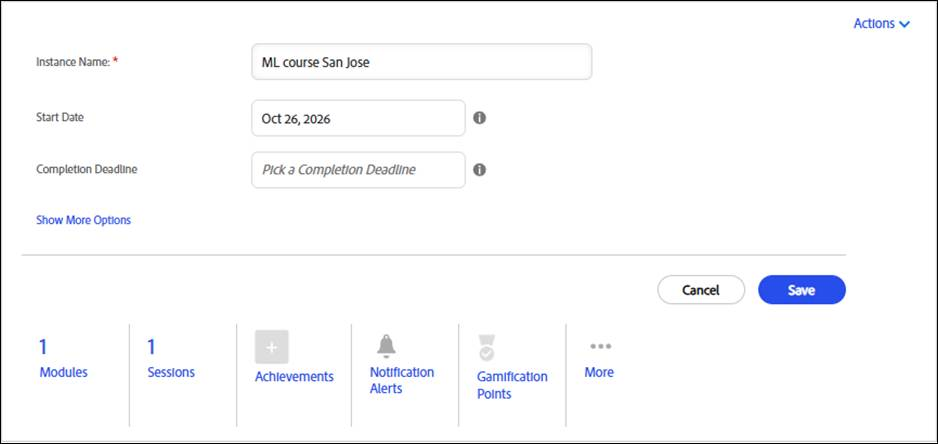 Actions
Instance Name: *
ML course San Jose
Start Date
Oct 26, 2026
Completion Deadline
Pick a Completion Deadline
Show More Options
Cancel
Save
1
Modules
1
Sessions
Achievements
Notification
Alerts
Gamification
Points
More